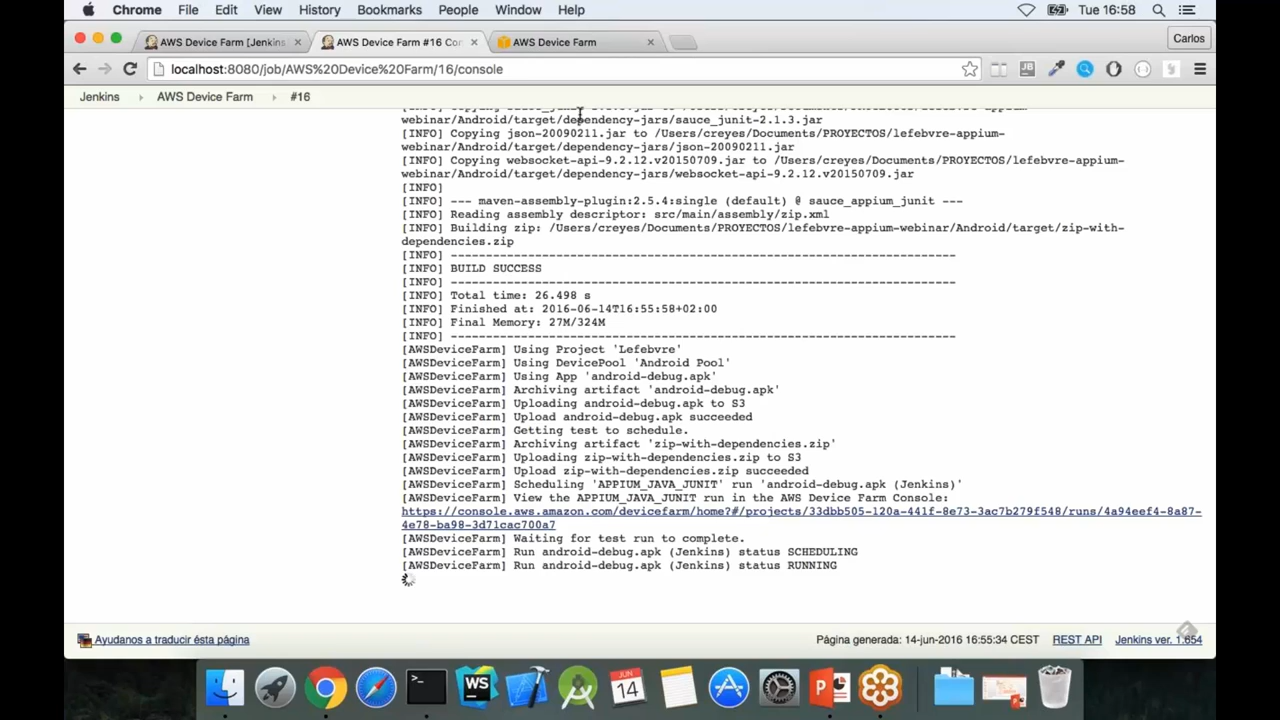 Chrome File Edit View History Bookmarks People Window Help Tue 16:58
AWS Device Farm [Jenkins AWS Device Farm #16 Con AWS Device Farm Carlos
localhost:8080/job/AWS%20Device%20Farm/16/console
Jenkins AWS Device Farm #16
webinar/Android/target/dependency-jars/sauce_junit-2.1.3.jar
[INFO] Copying json-20090211.jar to /Users/creyes/Documents/PROYECTOS/lefebvre-appium-
webinar/Android/target/dependency-jars/json-20090211.jar
[INFO] Copying websocket-api-9.2.12.v20150709.jar to /Users/creyes/Documents/PROYECTOS/lefebvre-appium-
webinar/Android/target/dependency-jars/websocket-api-9.2.12.v20150709.jar
[INFO]
[INFO] --- maven-assembly-plugin:2.5.4:single (default) @ sauce_appium_junit ---
[INFO] Reading assembly descriptor: src/main/assembly/zip.xml
[INFO] Building zip: /Users/creyes/Documents/PROYECTOS/lefebvre-appium-webinar/Android/target/zip-with-
dependencies.zip
[INFO] ------------------------------------------------------------------------
[INFO] BUILD SUCCESS
[INFO] ------------------------------------------------------------------------
[INFO] Total time: 26.498 s
[INFO] Finished at: 2016-06-14T16:55:58+02:00
[INFO] Final Memory: 27M/324M
[INFO] ------------------------------------------------------------------------
[AWSDeviceFarm] Using Project 'Lefebvre'
[AWSDeviceFarm] Using DevicePool 'Android Pool'
[AWSDeviceFarm] Using App 'android-debug.apk'
[AWSDeviceFarm] Archiving artifact 'android-debug.apk'
[AWSDeviceFarm] Uploading android-debug.apk to S3
[AWSDeviceFarm] Upload android-debug.apk succeeded
[AWSDeviceFarm] Getting test to schedule.
[AWSDeviceFarm] Archiving artifact 'zip-with-dependencies.zip'
[AWSDeviceFarm] Uploading zip-with-dependencies.zip to S3
[AWSDeviceFarm] Upload zip-with-dependencies.zip succeeded
[AWSDeviceFarm] Scheduling 'APPIUM_JAVA_JUNIT' run 'android-debug.apk (Jenkins)'
[AWSDeviceFarm] View the APPIUM_JAVA_JUNIT run in the AWS Device Farm Console:
https://console.aws.amazon.com/devicefarm/home?#/projects/33dbb505-120a-441f-8e73-3ac7b279f548/runs/4a94eef4-8a87-
4e78-ba98-3d71cac700a7
[AWSDeviceFarm] Waiting for test run to complete.
[AWSDeviceFarm] Run android-debug.apk (Jenkins) status SCHEDULING
[AWSDeviceFarm] Run android-debug.apk (Jenkins) status RUNNING
Ayudanos a traducir ésta página Página generada: 14-jun-2016 16:55:34 CEST REST API Jenkins ver. 1.654
JUN
14